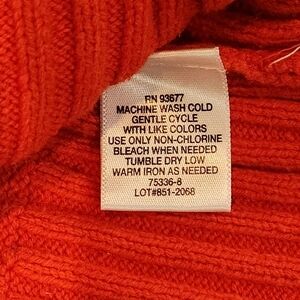 RN 93677
MACHINE WASH COLD
GENTLE CYCLE
WITH LIKE COLORS
USE ONLY NON-CHLORINE
BLEACH WHEN NEEDED
TUMBLE DRY LOW
WARM IRON AS NEEDED
75336-8
LOT#851-2068